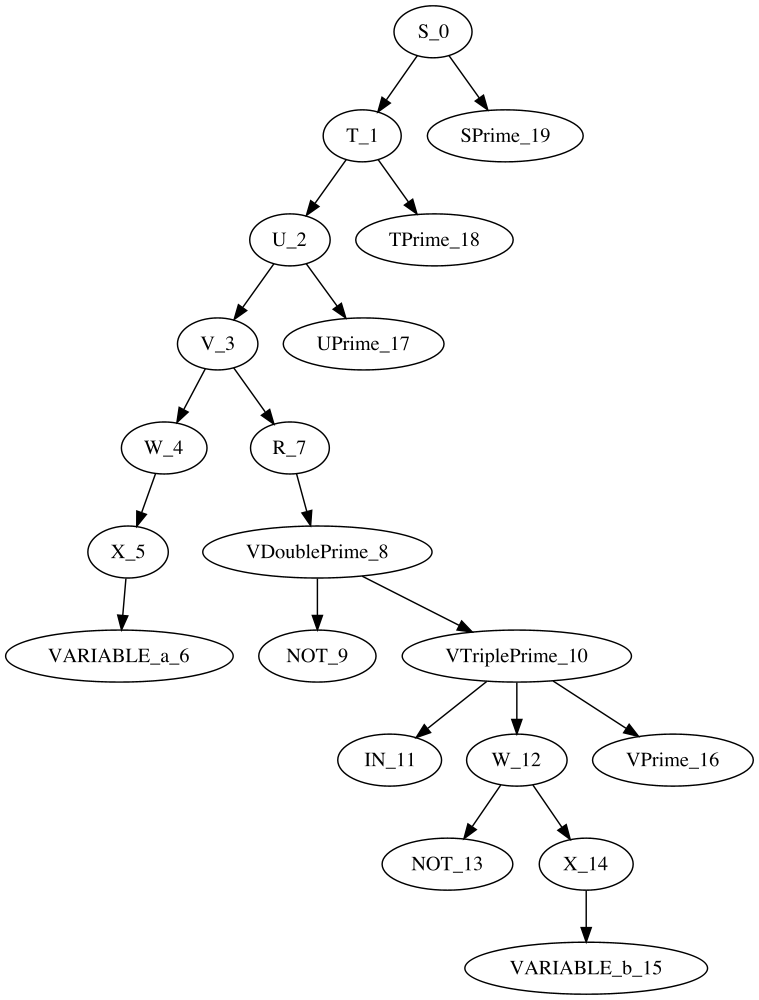 S_0
T_1
SPrime_19
U_2
TPrime_18
V_3
UPrime_17
W_4
R_7
X_5
VDoublePrime_8
VARIABLE_a_6
NOT_9
VTriplePrime_10
IN_11
W_12
VPrime_16
NOT_13
X_14
VARIABLE_b_15